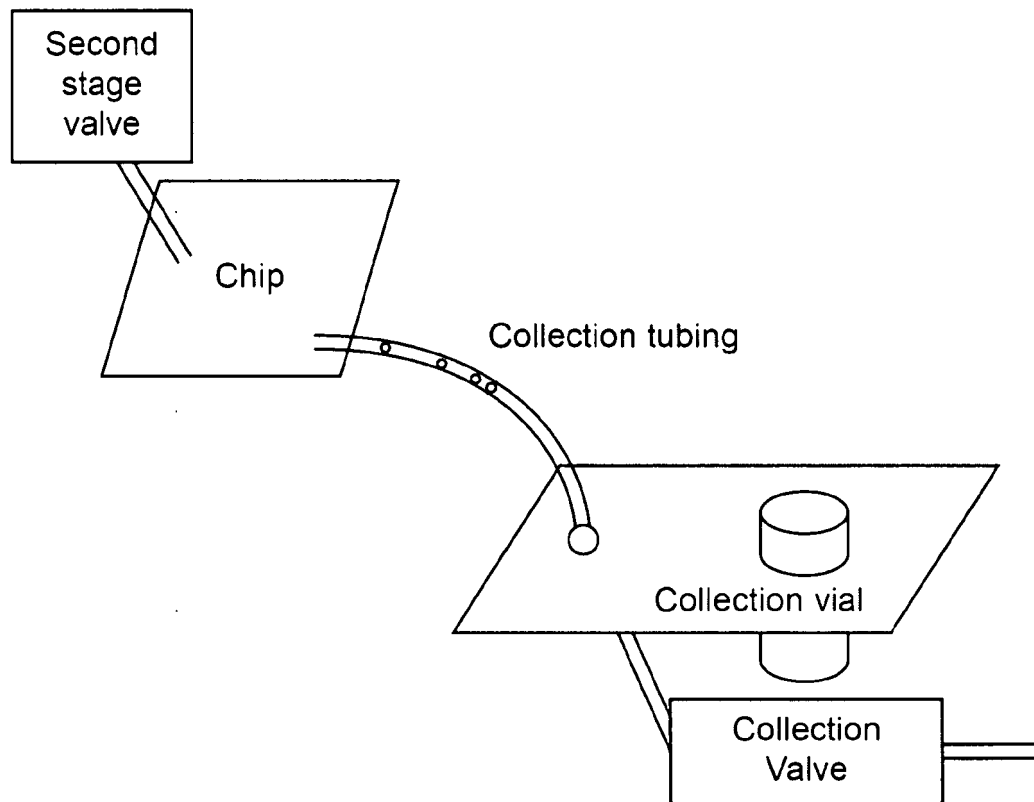 Second
stage
valve
Chip
Collection tubing
Collection vial
Collection
Valve